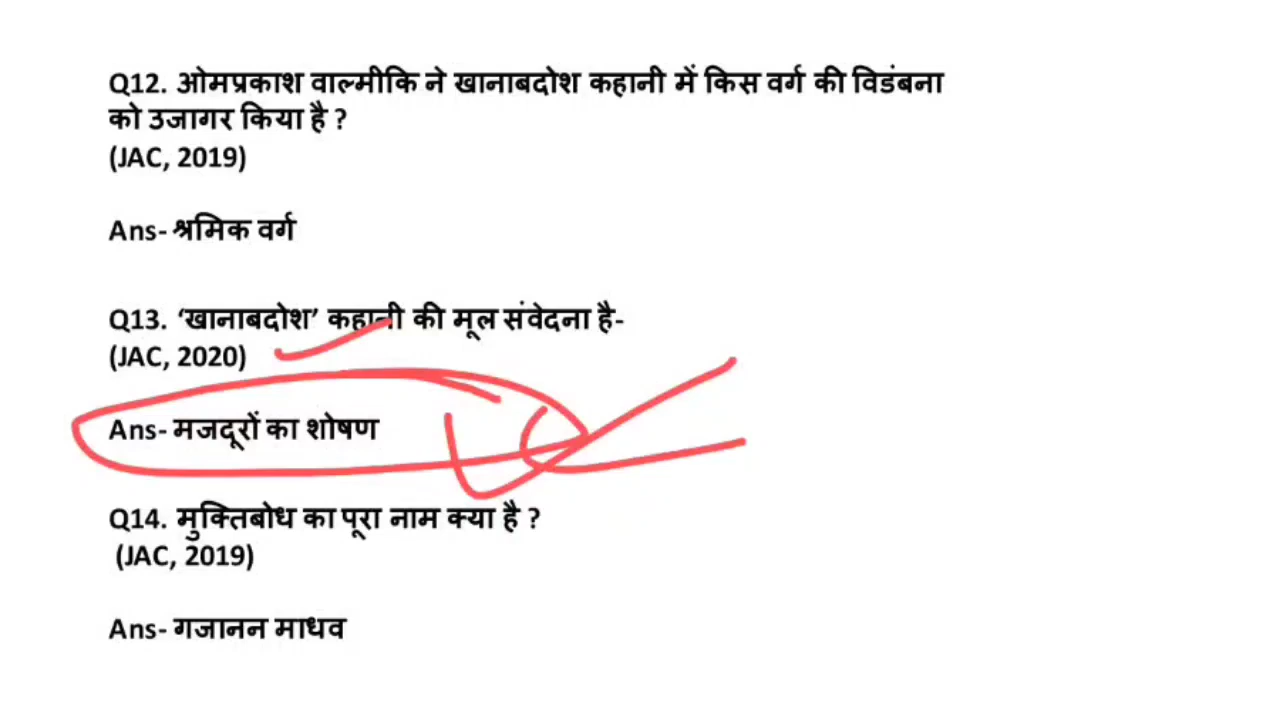 Q12. ओमप्रकाश वाल्मीकि ने खानाबदोश कहानी में किस वर्ग की विडंबना
को उजागर किया है ?
(JAC, 2019)
Ans- श्रमिक वर्ग
Q13. ‘खानाबदोश’ कहानी की मूल संवेदना है-
(JAC, 2020)
Ans- मजदूरों का शोषण
Q14. मुक्तिबोध का पूरा नाम क्या है ?
(JAC, 2019)
Ans- गजानन माधव